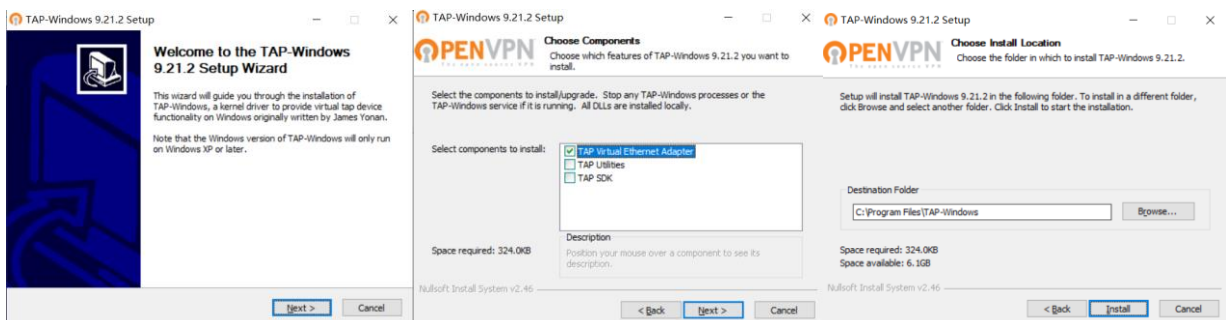 TAP-Windows 9.21.2 Setup
Welcome to the TAP-Windows
9.21.2 Setup Wizard
This wizard will guide you through the installation of
TAP-Windows, a kernel driver to provide virtual tap device
functionality on Windows originally written by James Yonan.
Note that the Windows version of TAP-Windows will only run
on Windows XP or later.
Next >
Cancel
TAP-Windows 9.21.2 Setup
OPENVPN
Choose Components
Choose which features of TAP-Windows 9.21.2 you want to
install.
Select the components to install/upgrade. Stop any TAP-Windows processes or the
TAP-Windows service if it is running. All DLLs are installed locally.
Select components to install:
TAP Virtual Ethernet Adapter
TAP Utilities
TAP SDK
Space required: 324.0KB
Description
Position your mouse over a component to see its
description.
Nullsoft Install System v2.46
< Back
Next >
Cancel
TAP-Windows 9.21.2 Setup
OPENVPN
Choose Install Location
Choose the folder in which to install TAP-Windows 9.21.2.
Setup will install TAP-Windows 9.21.2 in the following folder. To install in a different folder,
click Browse and select another folder. Click Install to start the installation.
Destination Folder
C:\Program Files\TAP-Windows
Browse...
Space required: 324.0KB
Space available: 6.1GB
Nullsoft Install System v2.46
< Back
Install
Cancel